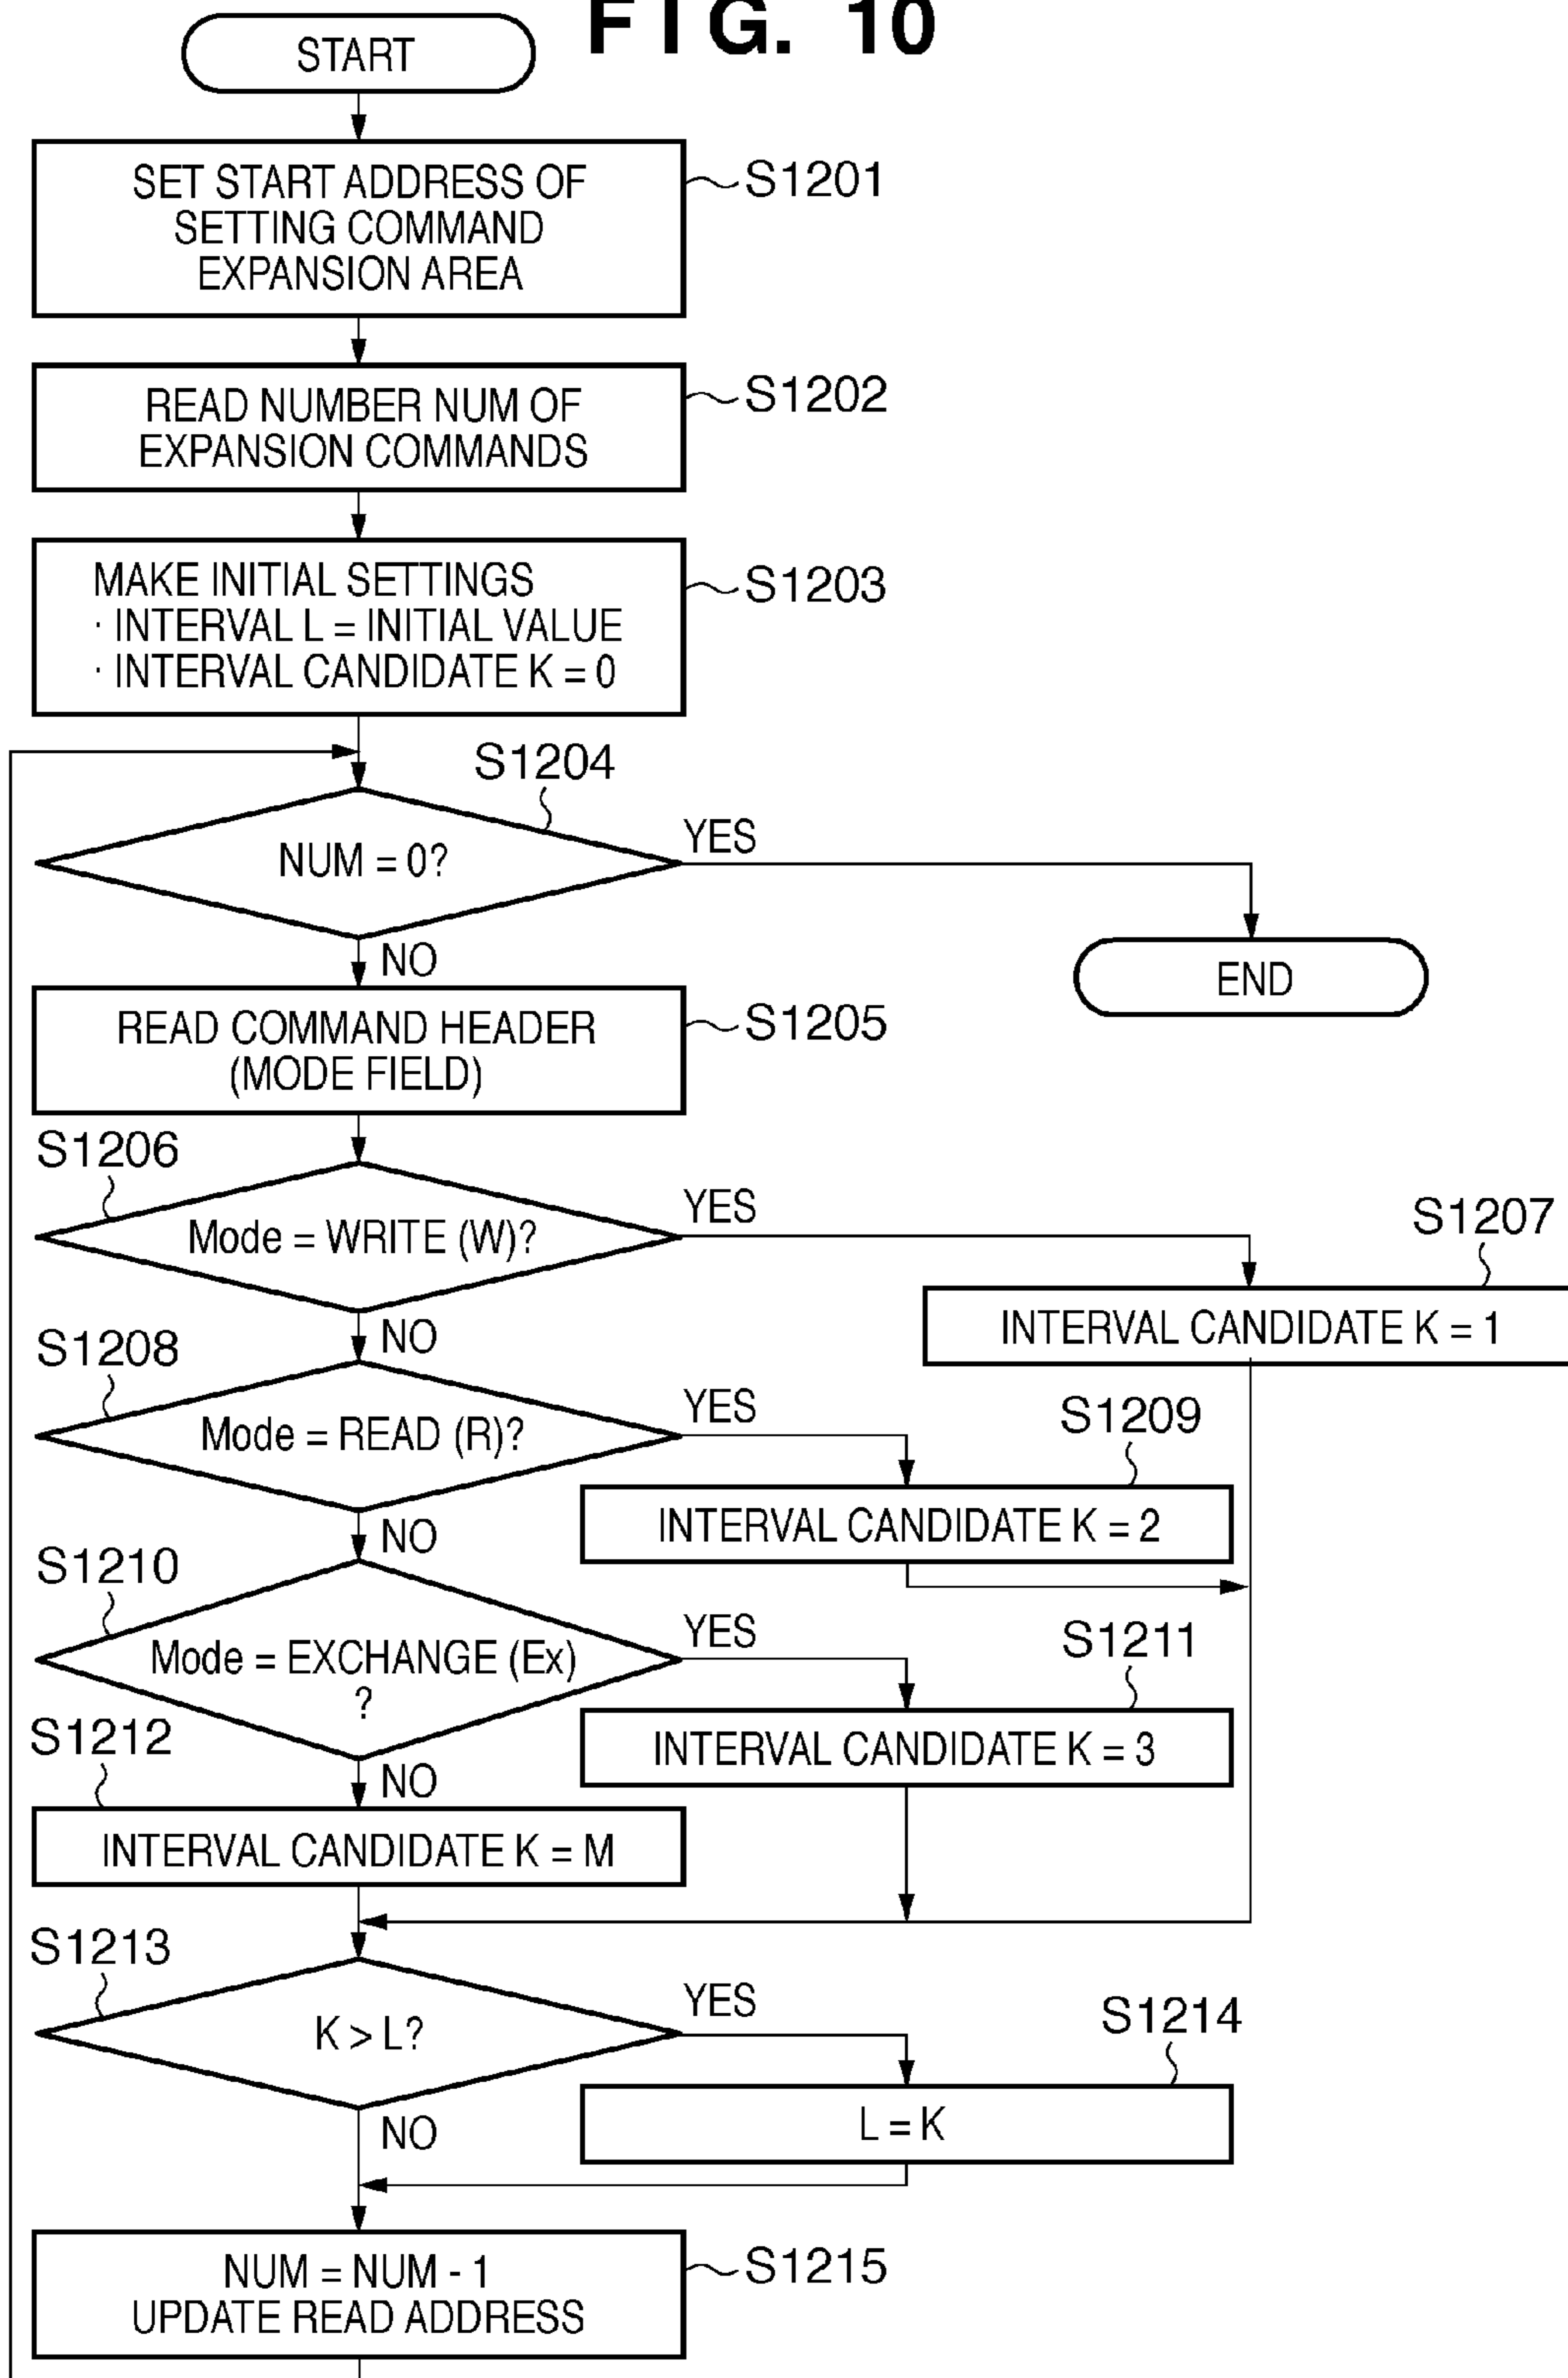 FIG. 10
START
SET START ADDRESS OF
SETTING COMMAND
EXPANSION AREA
S1201
READ NUMBER NUM OF
EXPANSION COMMANDS
S1202
MAKE INITIAL SETTINGS
· INTERVAL L = INITIAL VALUE
· INTERVAL CANDIDATE K = 0
S1203
S1204
NUM = 0?
YES
NO
END
READ COMMAND HEADER
(MODE FIELD)
S1205
S1206
Mode = WRITE (W)?
YES
NO
S1207
INTERVAL CANDIDATE K = 1
S1208
Mode = READ (R)?
YES
NO
S1209
INTERVAL CANDIDATE K = 2
S1210
Mode = EXCHANGE (Ex)
?
YES
NO
S1211
INTERVAL CANDIDATE K = 3
S1212
INTERVAL CANDIDATE K = M
S1213
K > L?
YES
NO
S1214
L = K
NUM = NUM - 1
UPDATE READ ADDRESS
S1215